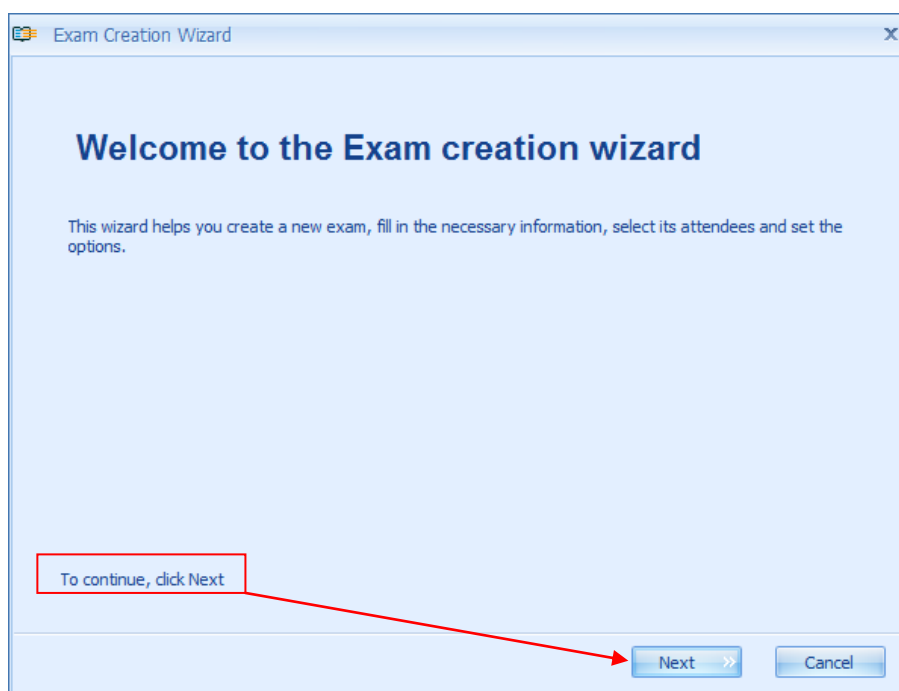 Exam Creation Wizard
Welcome to the Exam creation wizard
This wizard helps you create a new exam, fill in the necessary information, select its attendees and set the
options.
To continue, click Next
Next
Cancel